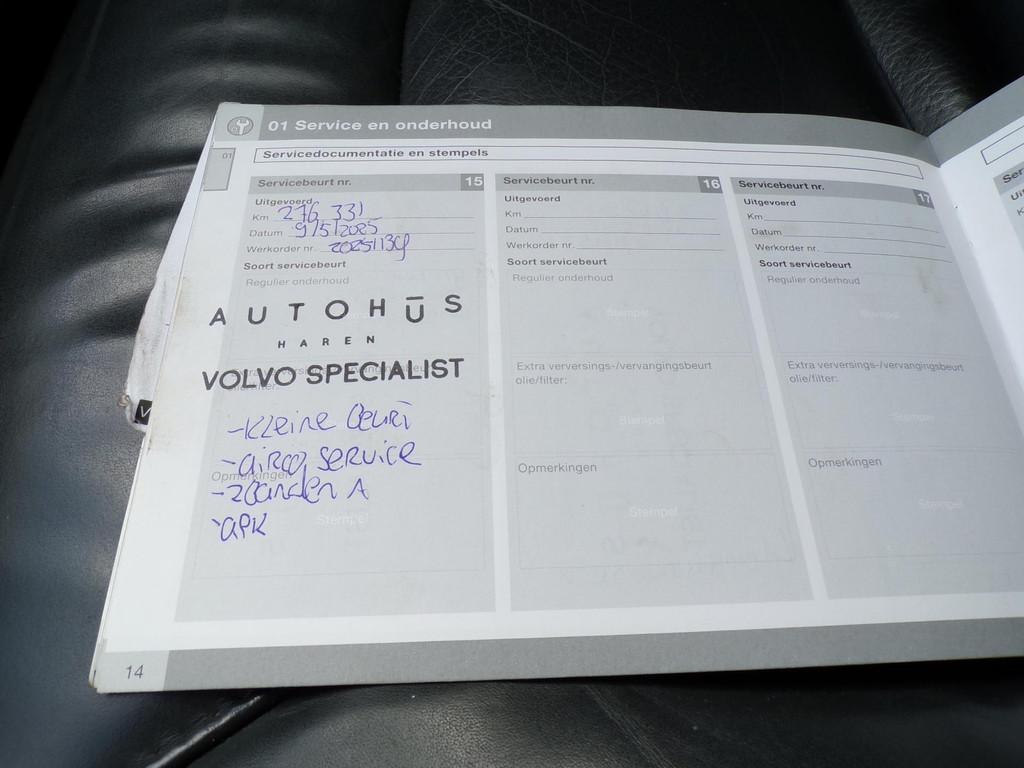 01 Service en onderhoud
01
Servicedocumentatie en stempels
Servicebeurt nr. 15
Uitgevoerd
Km 276 331
Datum 9/5/2025
Werkorder nr.
Soort servicebeurt
Regulier onderhoud
AUTOHŪS
HAREN
VOLVO SPECIALIST
-Kleine Beurt
-airco service
Opmerkingen
-2Banden A
Stempel
-APK
Servicebeurt nr. 16
Uitgevoerd
Km
Datum
Werkorder nr.
Soort servicebeurt
Regulier onderhoud
Stempel
Extra verversings-/vervangingsbeurt
olie/filter:
Stempel
Opmerkingen
Stempel
Servicebeurt nr. 17
Uitgevoerd
Km
Datum
Werkorder nr.
Soort servicebeurt
Regulier onderhoud
Stempel
Extra verversings-/vervangingsbeurt
olie/filter:
Stempel
Opmerkingen
Stempel
14